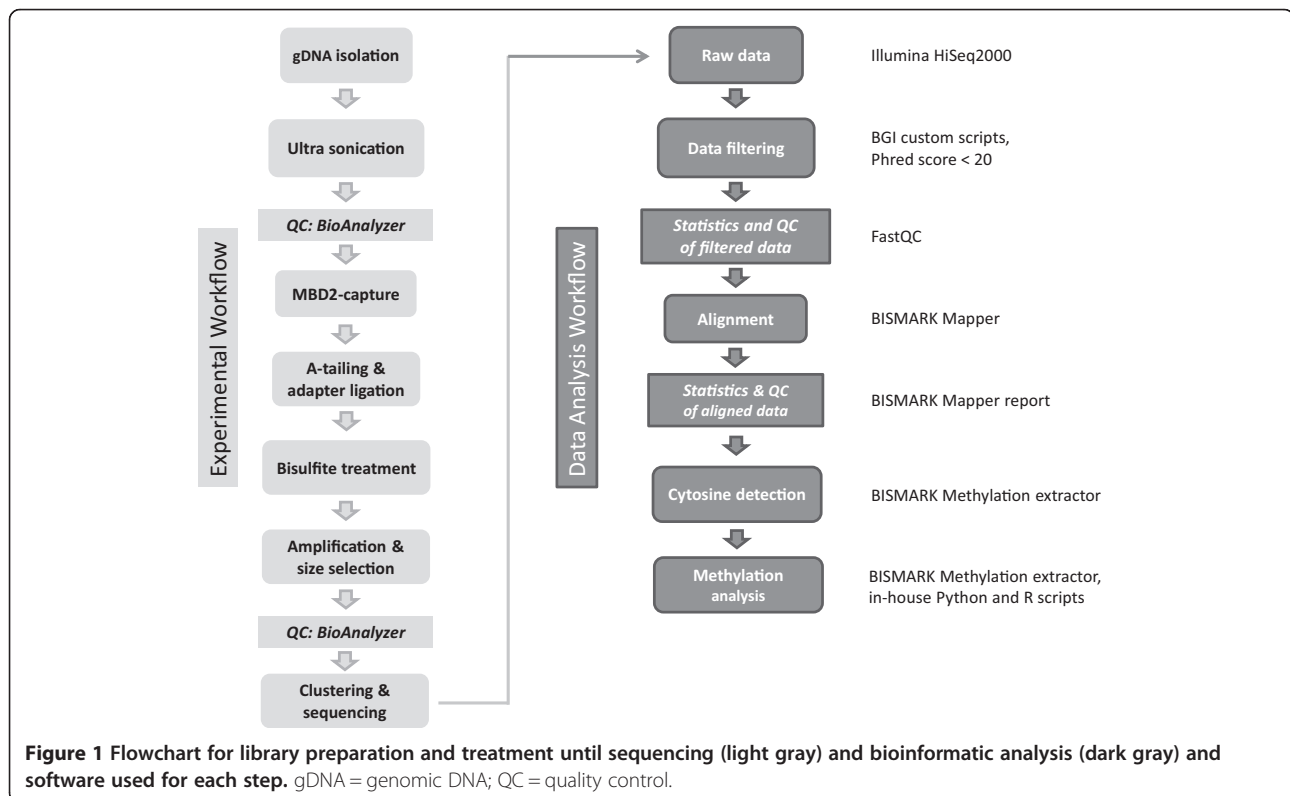 gDNA isolation
Ultra sonication
QC: BioAnalyzer
MBD2-capture
A-tailing &
adapter ligation
Bisulfite treatment
Amplification &
size selection
QC: BioAnalyzer
Clustering &
sequencing
Experimental Workflow
Raw data
Illumina HiSeq2000
Data filtering
BGI custom scripts,
Phred score < 20
Statistics and QC
of filtered data
FastQC
Alignment
BISMARK Mapper
Statistics & QC
of aligned data
BISMARK Mapper report
Cytosine detection
BISMARK Methylation extractor
Methylation
analysis
BISMARK Methylation extractor,
in-house Python and R scripts
Data Analysis Workflow
Figure 1 Flowchart for library preparation and treatment until sequencing (light gray) and bioinformatic analysis (dark gray) and
software used for each step. gDNA = genomic DNA; QC = quality control.